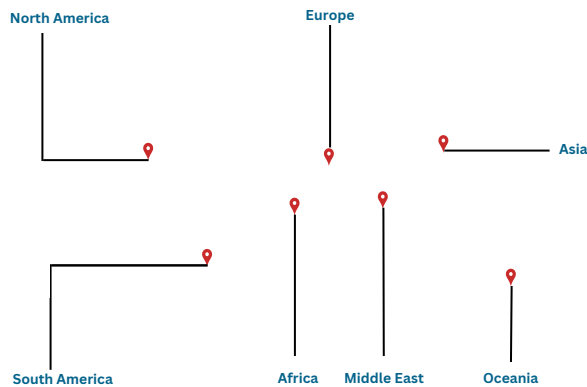 North America
Europe
Asia
South America
Africa
Middle East
Oceania